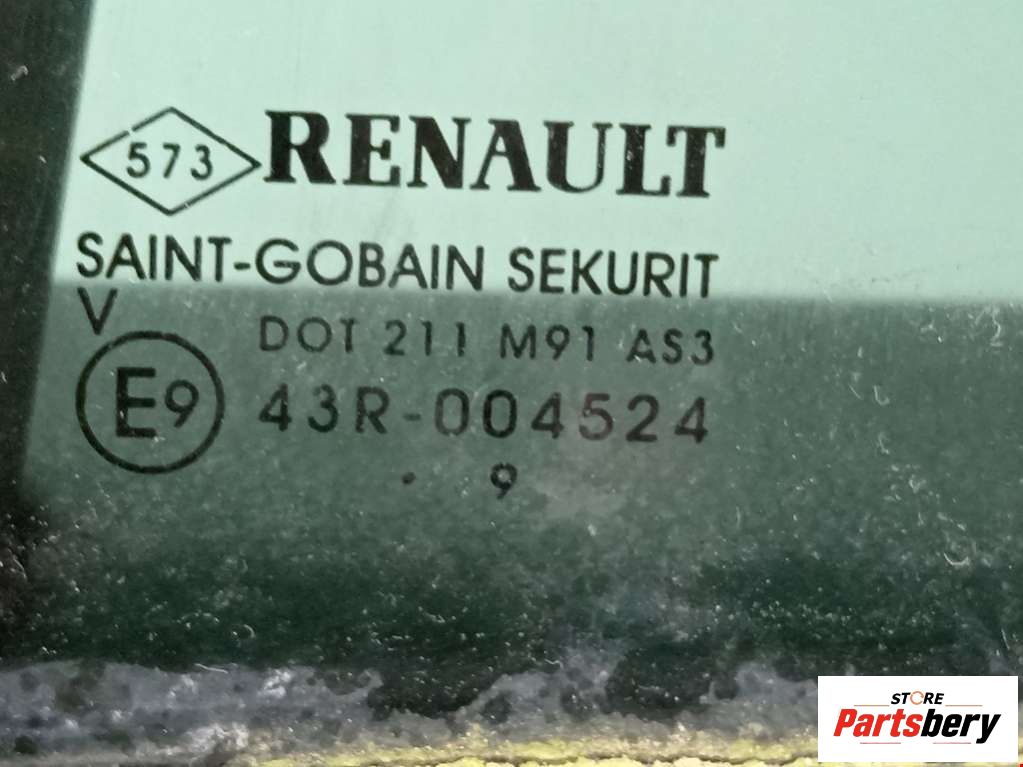 573 RENAULT
SAINT-GOBAIN SEKURIT
V
DOT 211 M91 AS3
E9 43R-004524
. 9
STORE
Partsbery